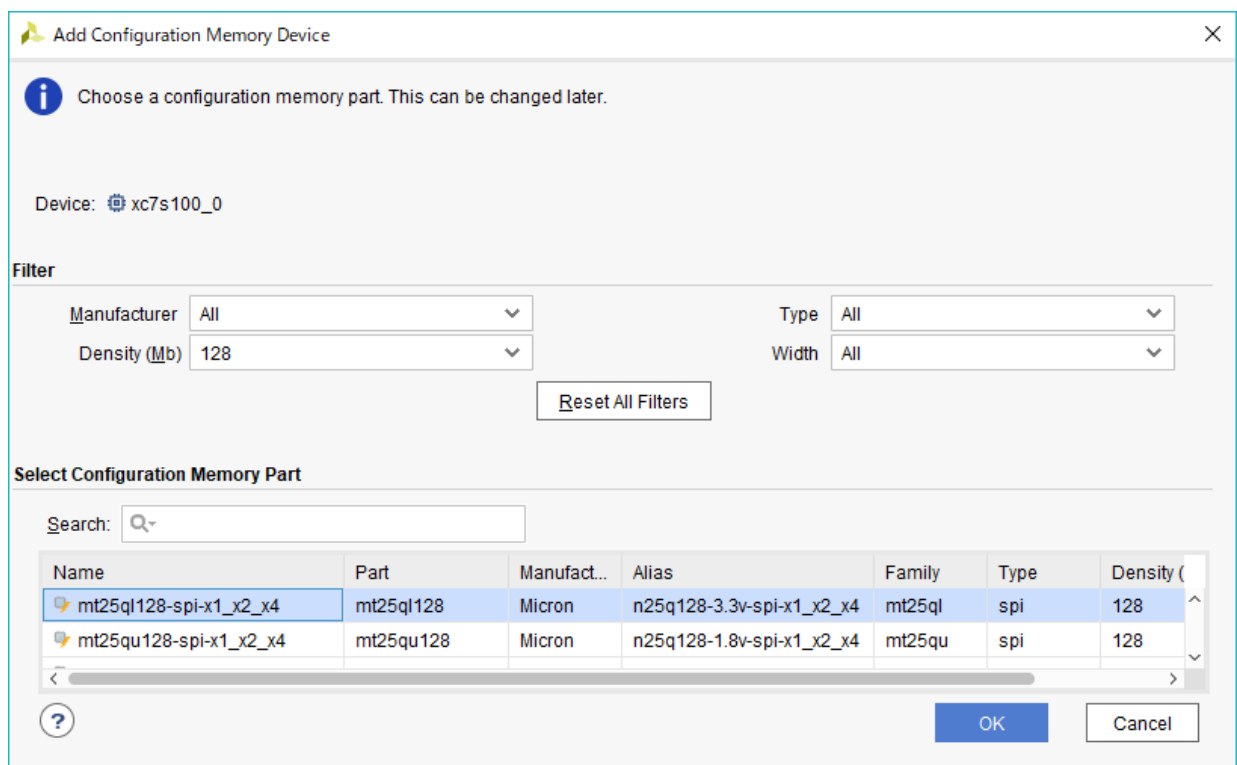 Add Configuration Memory Device
Choose a configuration memory part. This can be changed later.
Device: xc7s100_0
Filter
Manufacturer All Type All
Density (Mb) 128 Width All
Reset All Filters
Select Configuration Memory Part
Search:
Name Part Manufact... Alias Family Type Density (
mt25ql128-spi-x1_x2_x4 mt25ql128 Micron n25q128-3.3v-spi-x1_x2_x4 mt25ql spi 128
mt25qu128-spi-x1_x2_x4 mt25qu128 Micron n25q128-1.8v-spi-x1_x2_x4 mt25qu spi 128
? OK Cancel